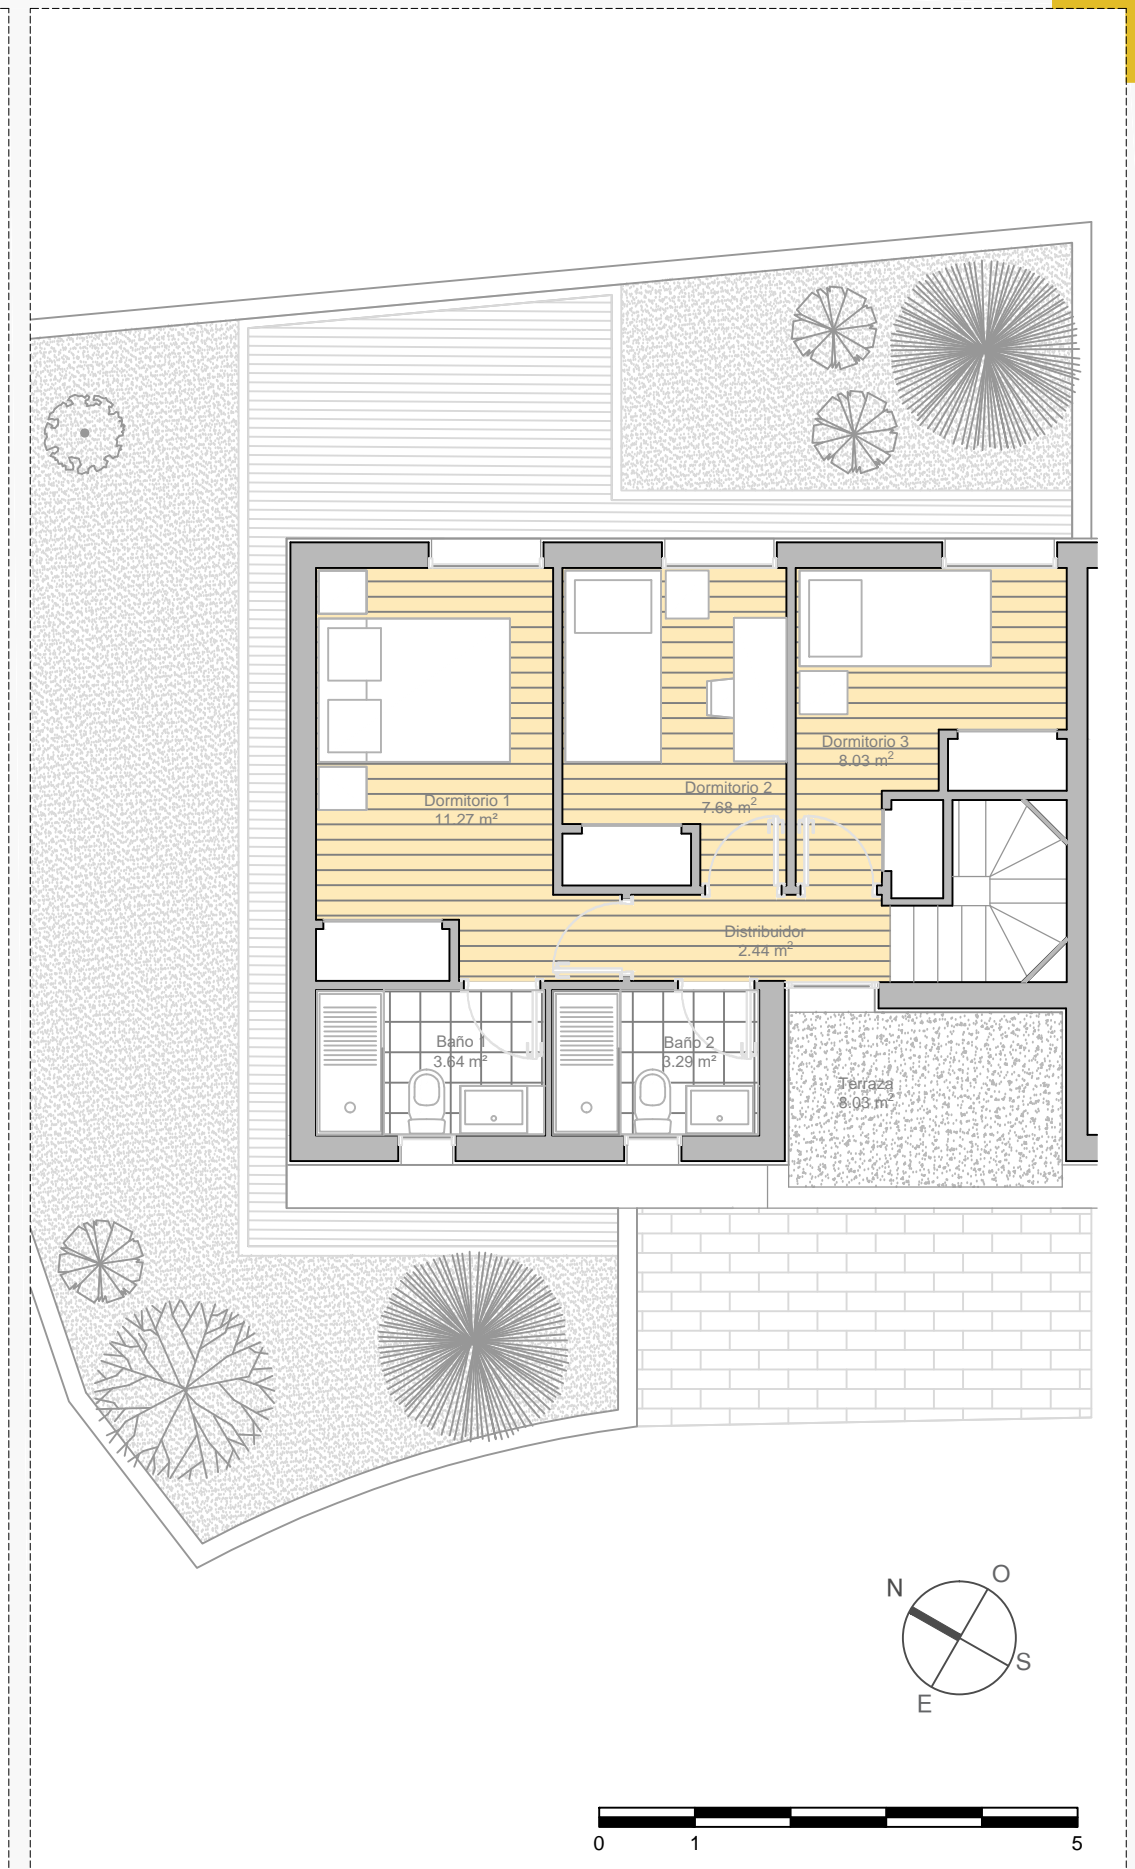 Dormitorio 3
8.03 m²
Dormitorio 2
7.68 m²
Dormitorio 1
11.27 m²
Distribuidor
2.44 m²
Baño 1
3.64 m²
Baño 2
3.29 m²
Terraza
8.03 m²
O
N
S
E
0 1 5